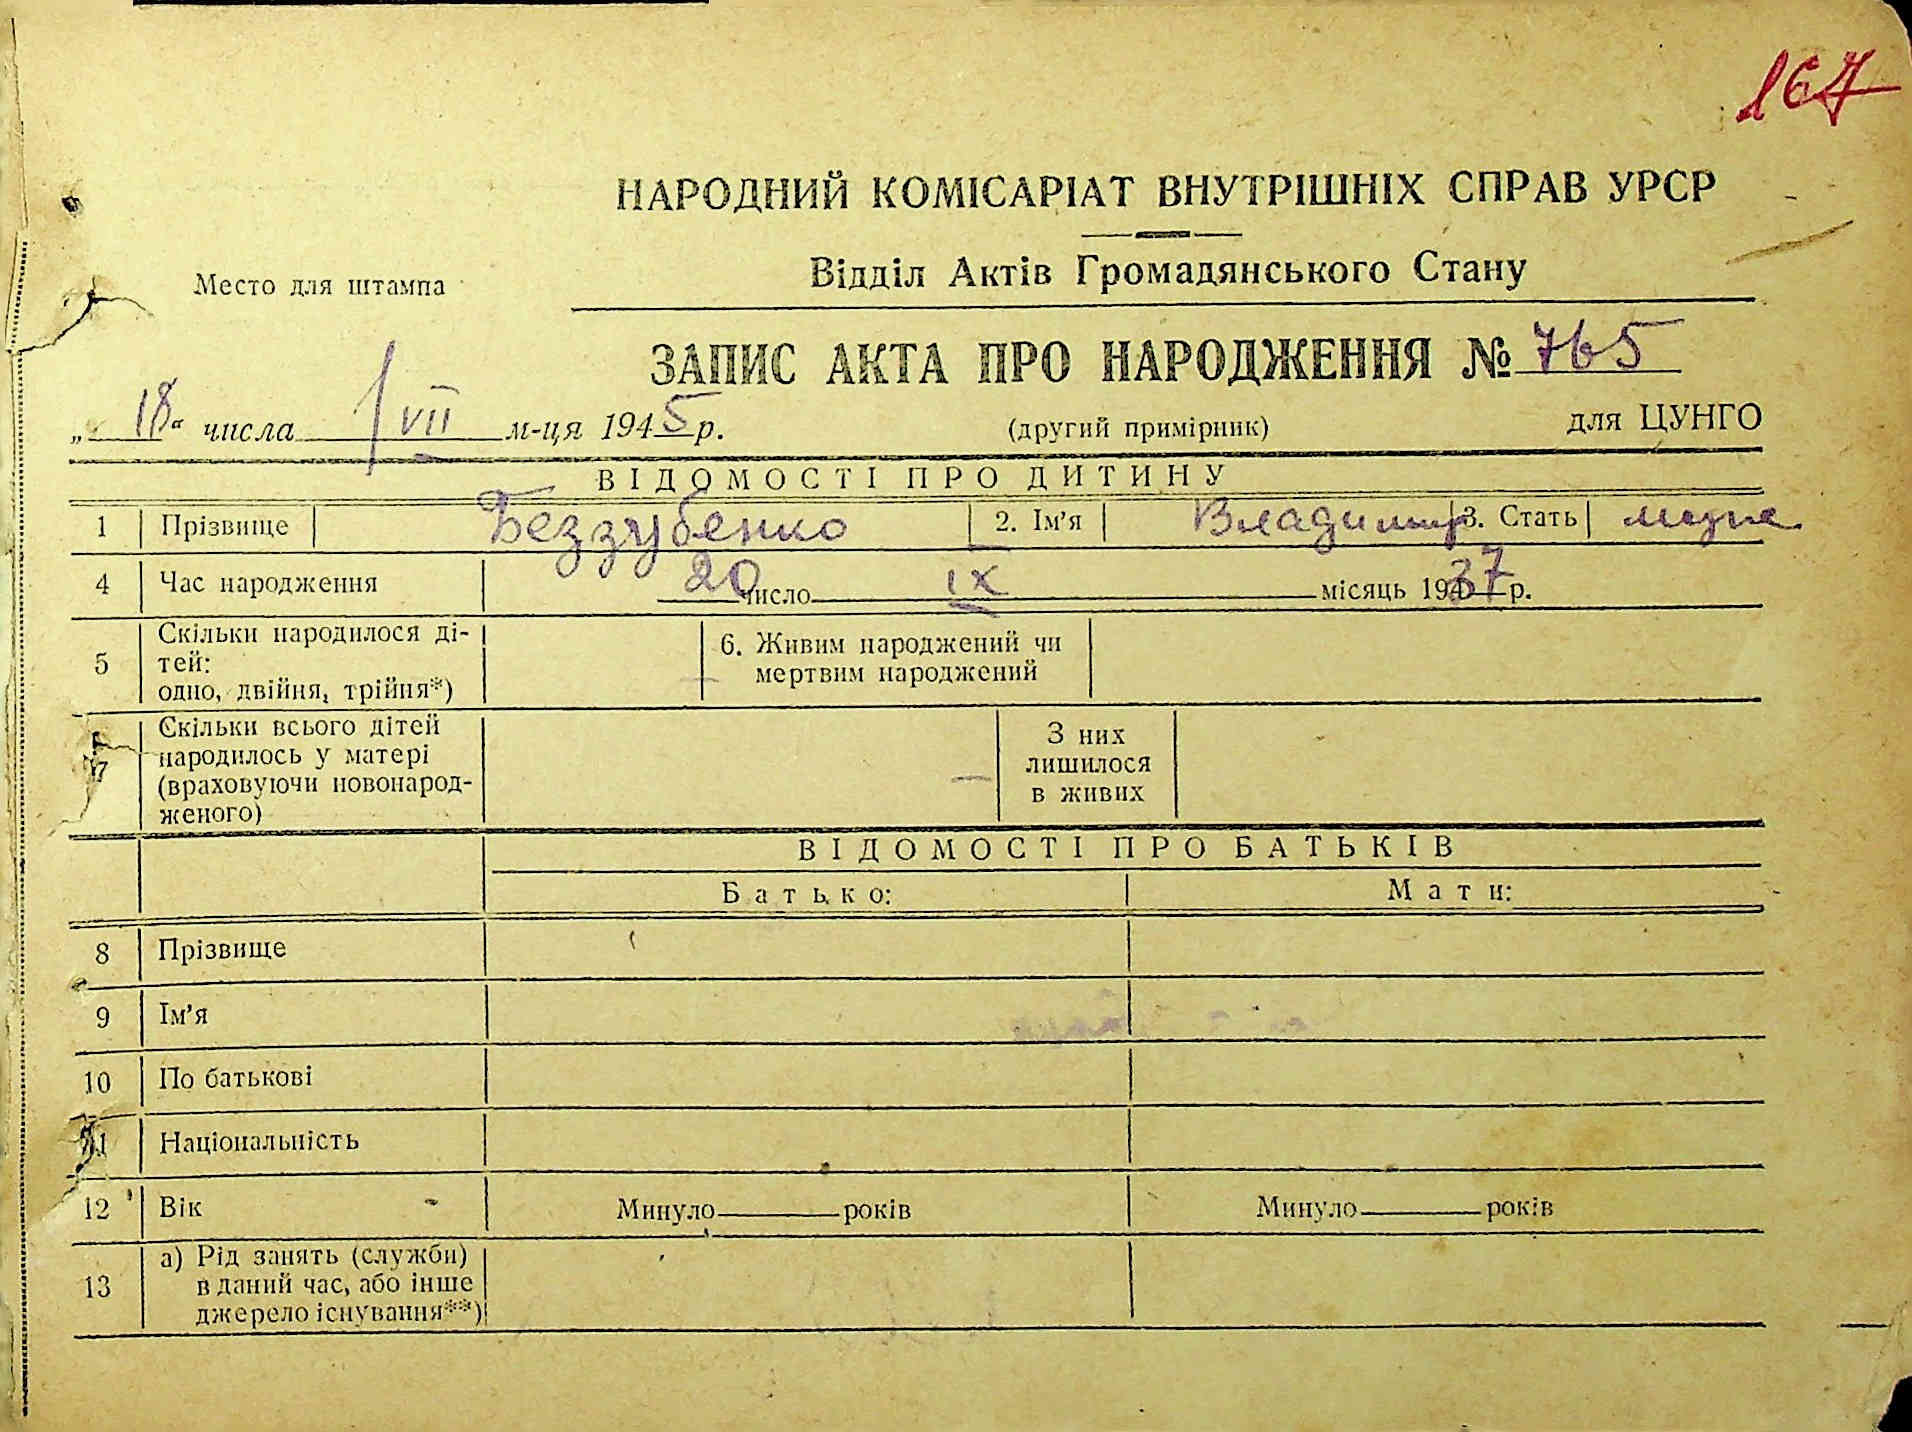 167
НАРОДНИЙ КОМІСАРІАТ ВНУТРІШНІХ СПРАВ УРСР
Відділ Актів Громадянського Стану
Место для штампа
ЗАПИС АКТА ПРО НАРОДЖЕННЯ № 765
„18“ числа VII м-ця 1945 р. (другий примірник) для ЦУНГО
ВІДОМОСТІ ПРО ДИТИНУ
1 Прізвище Беззубенко 2. Ім'я Владимир 3. Стать мужс.
4 Час народження 20 число IX місяць 1937 р.
5 Скільки народилося ді-
тей:
одно, двійня, трійня*)
6. Живим народжений чи
мертвим народжений
7 Скільки всього дітей
народилось у матері
(враховуючи новонарод-
женого)
З них
лишилося
в живих
ВІДОМОСТІ ПРО БАТЬКІВ
Батько: Мати:
8 Прізвище
9 Ім'я
10 По батькові
11 Національність
12 Вік Минуло років Минуло років
13 а) Рід занять (служби)
в даний час, або інше
джерело існування**)